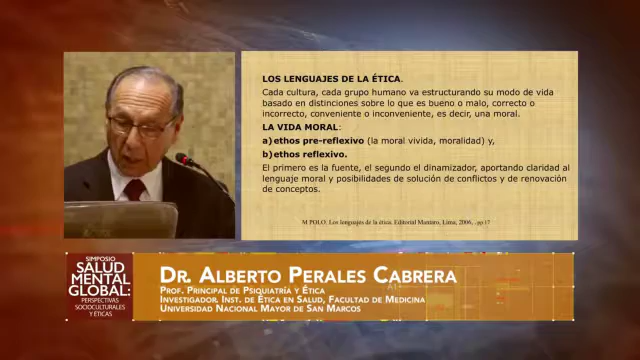 LOS LENGUAJES DE LA ÉTICA.
Cada cultura, cada grupo humano va estructurando su modo de vida
basado en distinciones sobre lo que es bueno o malo, correcto o
incorrecto, conveniente o inconveniente, es decir, una moral.
LA VIDA MORAL:
a)ethos pre-reflexivo (la moral vivida, moralidad) y,
b)ethos reflexivo.
El primero es la fuente, el segundo el dinamizador, aportando claridad al
lenguaje moral y posibilidades de solución de conflictos y de renovación
de conceptos.
M POLO. Los lenguajes de la ética. Editorial Mantaro, Lima, 2006, .pp.17
SIMPOSIO
SALUD
MENTAL
GLOBAL:
PERSPECTIVAS
SOCIOCULTURALES
Y ÉTICAS
Dr. Alberto Perales Cabrera
Prof. Principal de Psiquiatría y Ética
Investigador. Inst. de Ética en Salud, Facultad de Medicina
Universidad Nacional Mayor de San Marcos